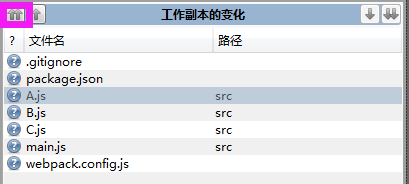 工作副本的变化
? 文件名 路径
.gitignore
package.json
A.js src
B.js src
C.js src
main.js src
webpack.config.js